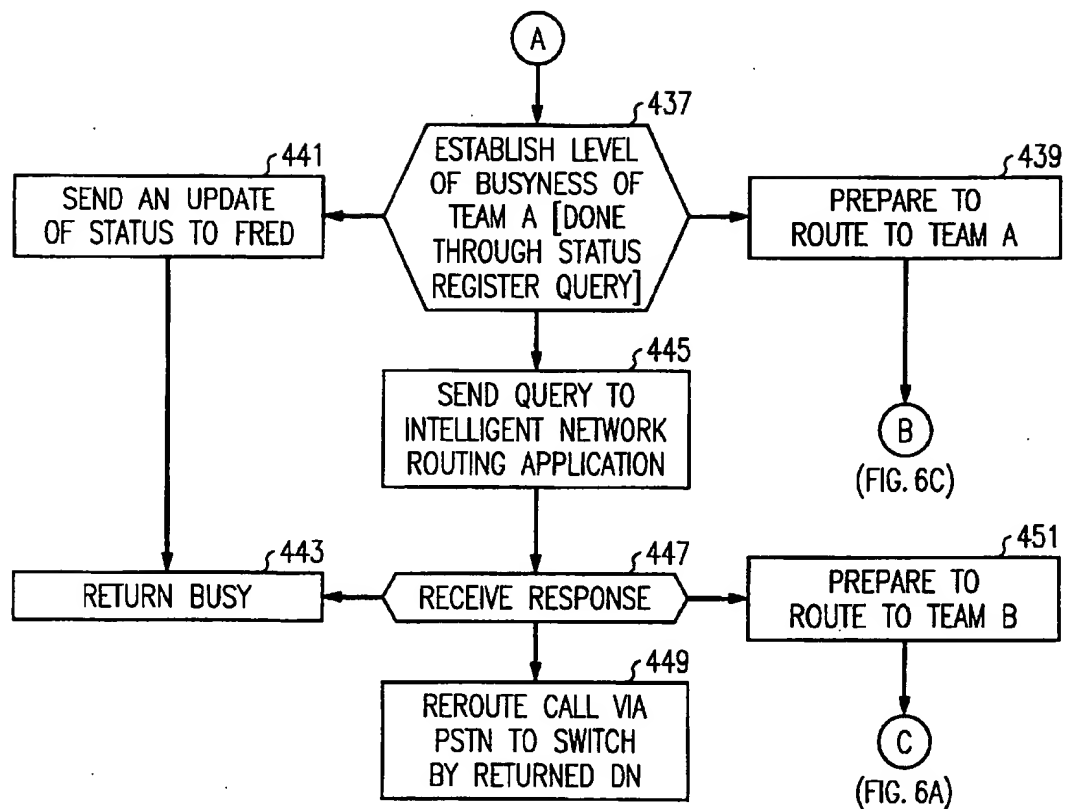 A
437
ESTABLISH LEVEL
OF BUSYNESS OF
TEAM A [DONE
THROUGH STATUS
REGISTER QUERY]
441
SEND AN UPDATE
OF STATUS TO FRED
439
PREPARE TO
ROUTE TO TEAM A
445
SEND QUERY TO
INTELLIGENT NETWORK
ROUTING APPLICATION
B
(FIG. 6C)
443
RETURN BUSY
447
RECEIVE RESPONSE
451
PREPARE TO
ROUTE TO TEAM B
449
REROUTE CALL VIA
PSTN TO SWITCH
BY RETURNED DN
C
(FIG. 6A)